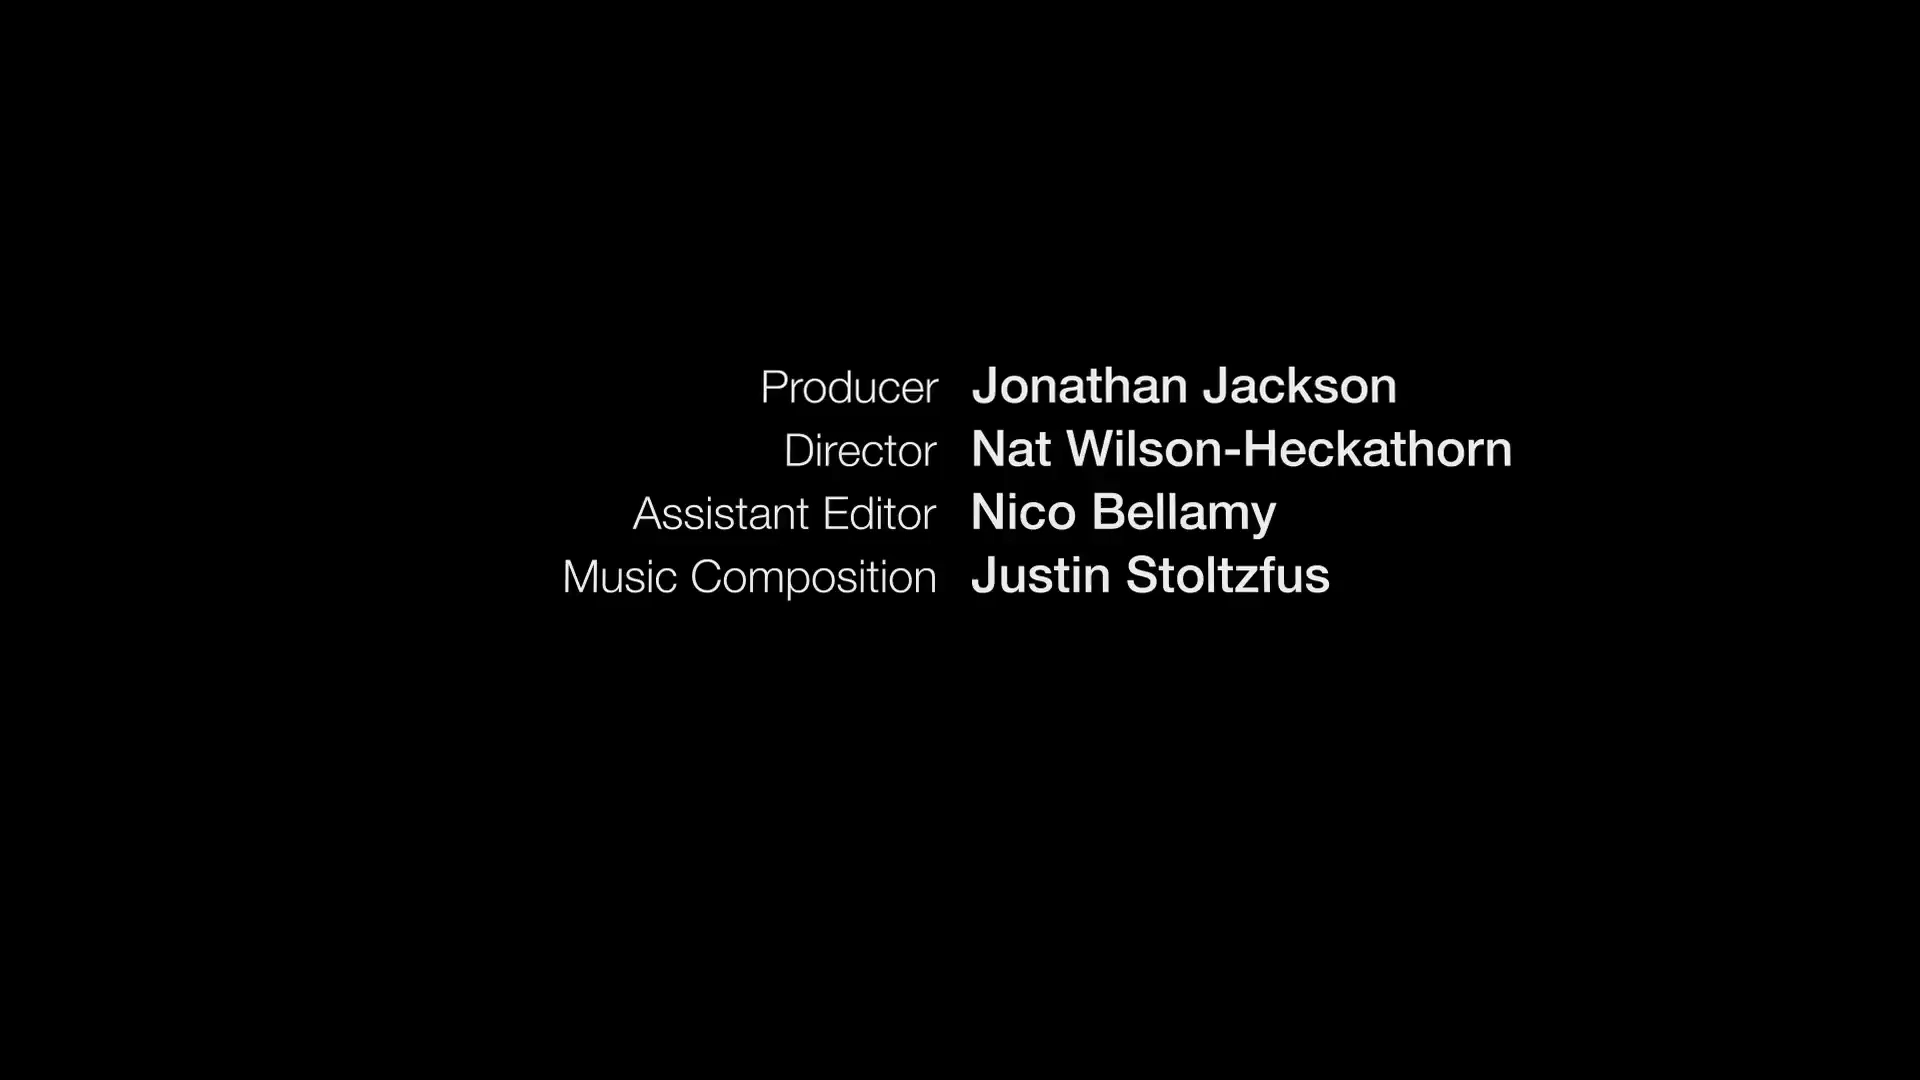 Producer Jonathan Jackson
Director Nat Wilson-Heckathorn
Assistant Editor Nico Bellamy
Music Composition Justin Stoltzfus